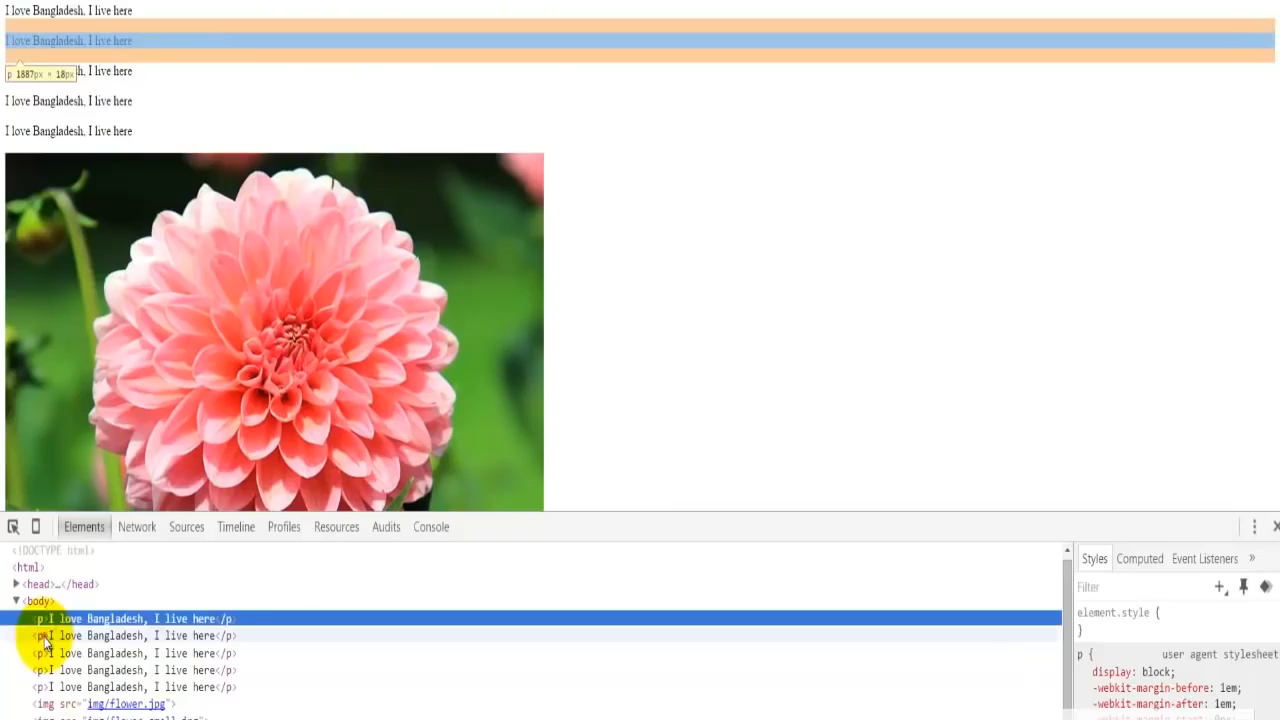 I love Bangladesh, I live here
I love Bangladesh, I live here
p 1887px × 18px h, I live here
I love Bangladesh, I live here
I love Bangladesh, I live here
Elements Network Sources Timeline Profiles Resources Audits Console
<!DOCTYPE html>
<html>
<head>…</head>
<body>
<p>I love Bangladesh, I live here</p>
<p>I love Bangladesh, I live here</p>
<p>I love Bangladesh, I live here</p>
<p>I love Bangladesh, I live here</p>
<p>I love Bangladesh, I live here</p>
<img src="img/flower.jpg">
Styles Computed Event Listeners »
Filter
element.style {
}
p { user agent stylesheet
display: block;
-webkit-margin-before: 1em;
-webkit-margin-after: 1em;